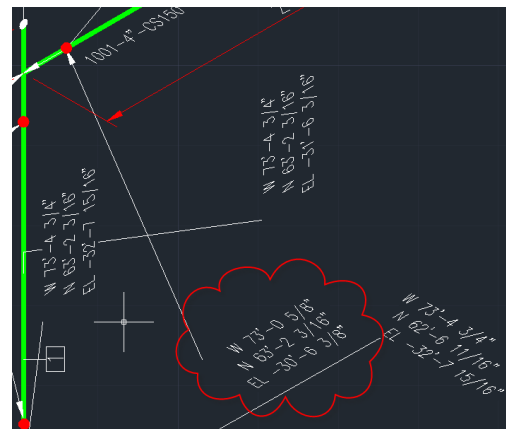 1001-4"-CS150
W 73'-4 3/4"
N 63'-2 3/16"
EL -31'-6 3/16"
W 73'-4 3/4"
N 63'-2 3/16"
EL -32'-7 15/16"
W 73'-0 5/8"
N 63'-2 3/16"
EL -30'-6 3/8"
W 73'-4 3/4"
N 62'-6 11/16"
EL -32'-7 15/16"
1